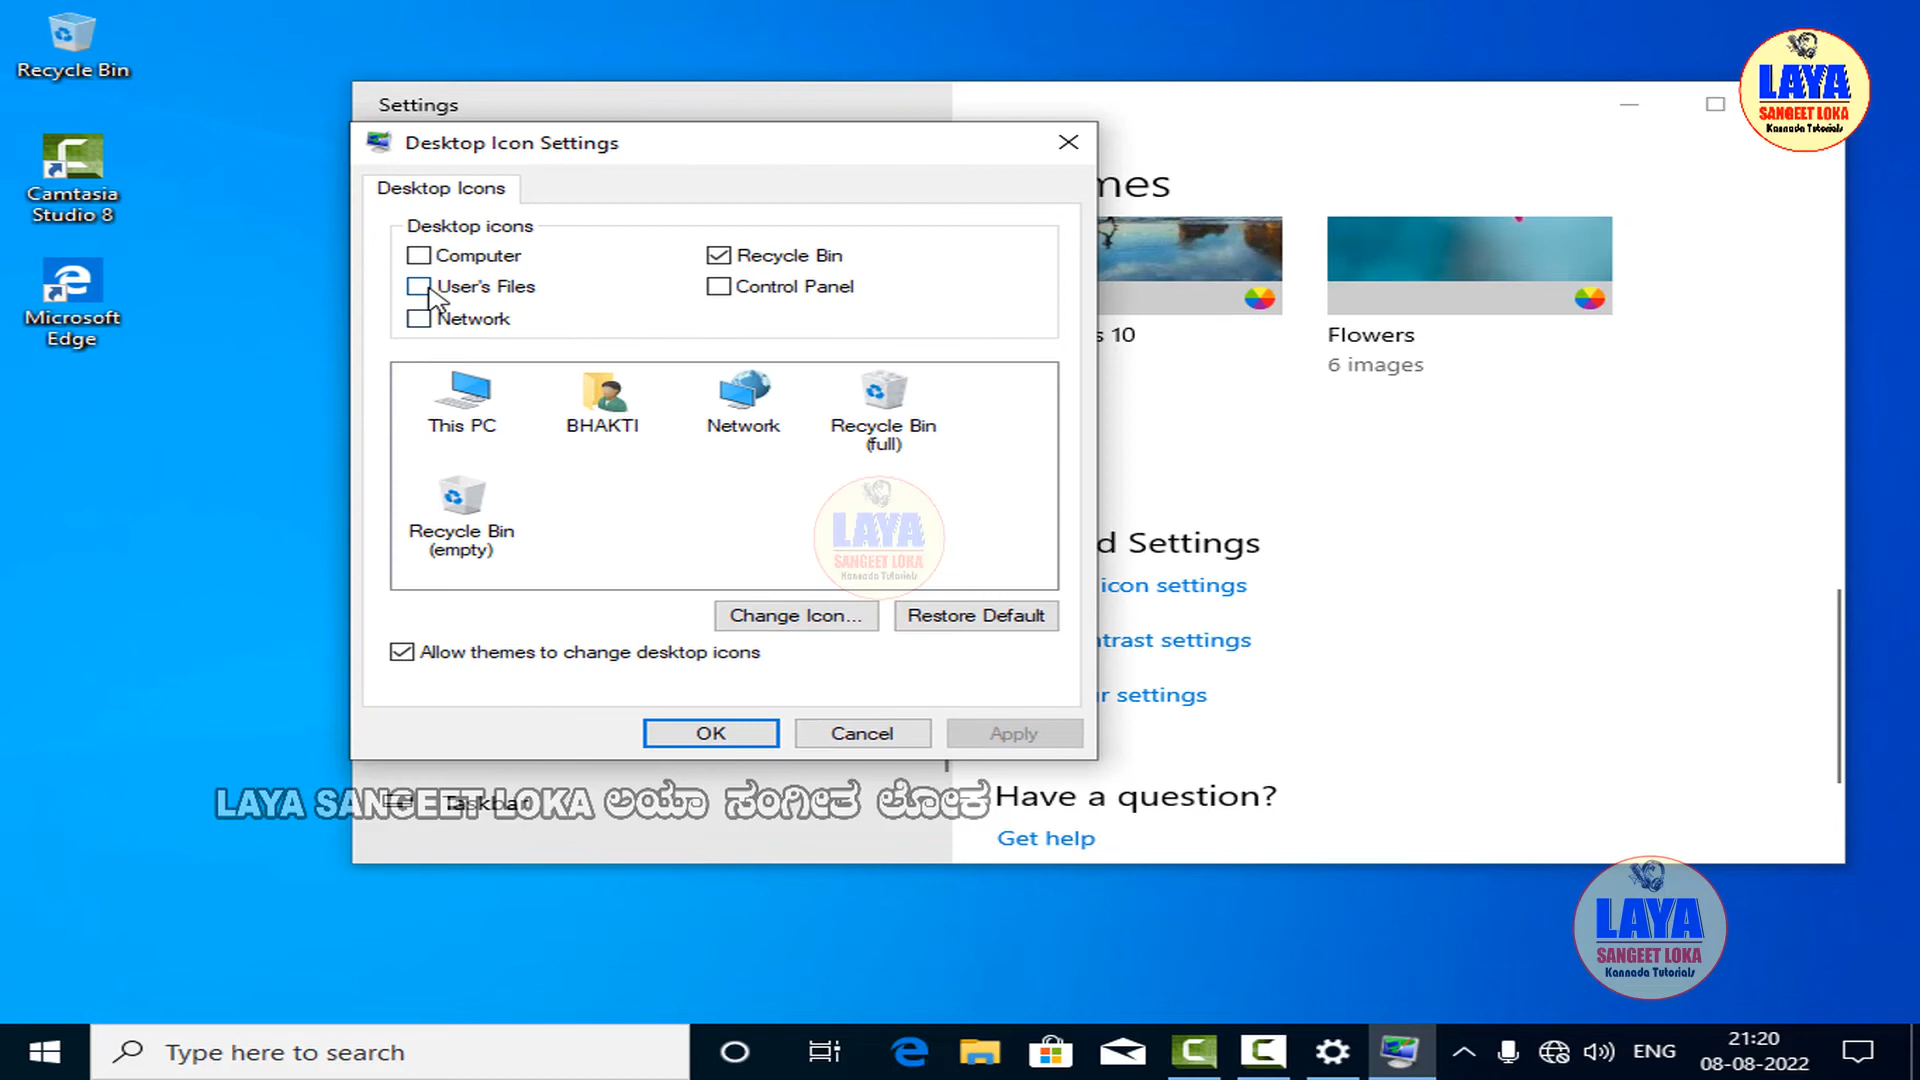 Recycle Bin
Camtasia
Studio 8
Microsoft
Edge
Settings
Desktop Icon Settings
Desktop Icons
Desktop icons
Computer
Recycle Bin
User's Files
Control Panel
Network
This PC
BHAKTI
Network
Recycle Bin
(full)
Recycle Bin
(empty)
LAYA
SANGEET LOKA
Kannada Tutorials
Change Icon...
Restore Default
Allow themes to change desktop icons
OK
Cancel
Apply
mes
s 10
Flowers
6 images
d Settings
icon settings
ntrast settings
r settings
Have a question?
Get help
Taskbar
LAYA SANGEET LOKA ಲಯಾ ಸಂಗೀತ ಲೋಕ
LAYA
SANGEET LOKA
Kannada Tutorials
LAYA
SANGEET LOKA
Kannada Tutorials
Type here to search
ENG
21:20
08-08-2022